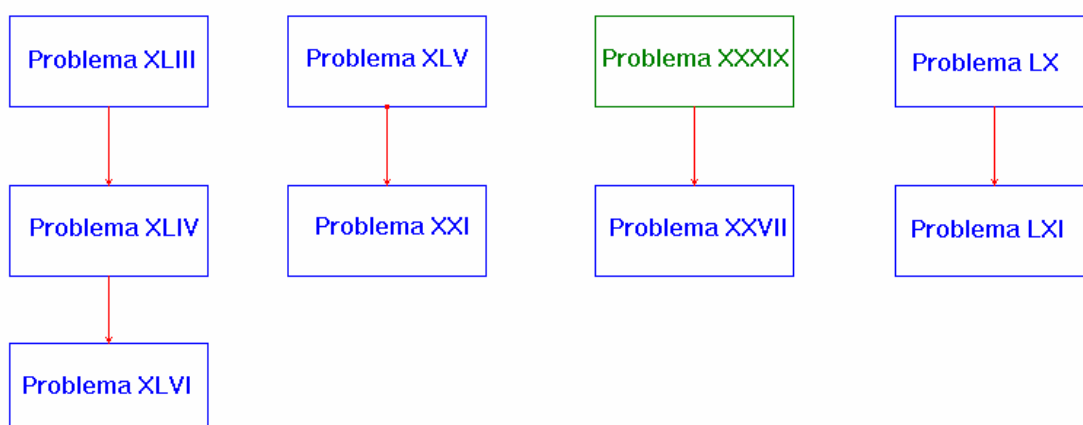 Problema XLIII
Problema XLV
Problema XXXIX
Problema LX
Problema XLIV
Problema XXI
Problema XXVII
Problema LXI
Problema XLVI